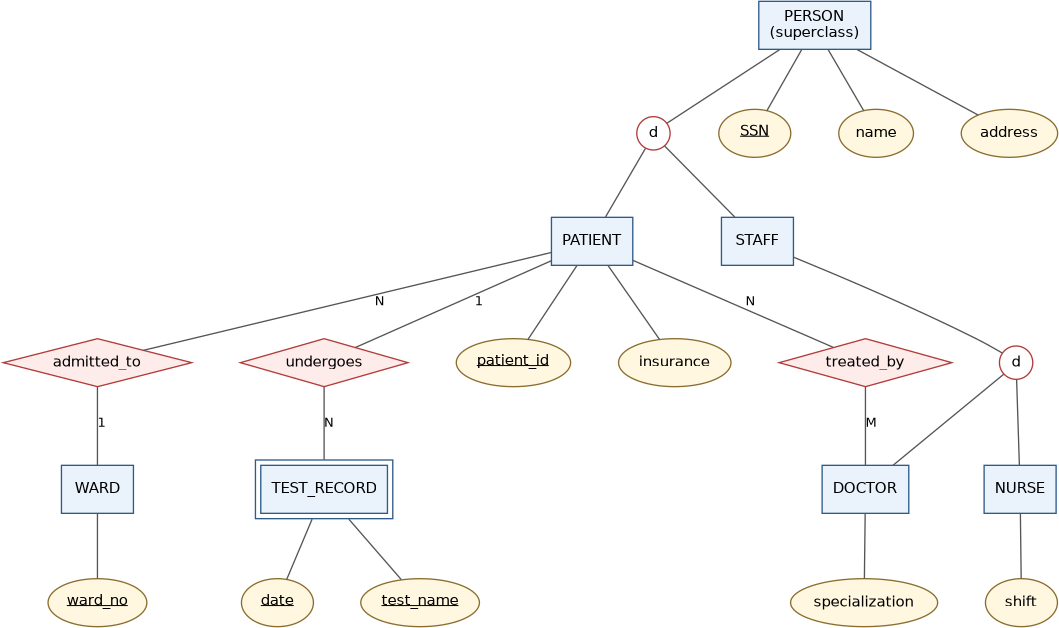 PERSON
(superclass)
d
SSN
name
address
PATIENT
STAFF
N
1
N
admitted_to
undergoes
patient_id
insurance
treated_by
d
1
N
M
WARD
TEST_RECORD
DOCTOR
NURSE
ward_no
date
test_name
specialization
shift